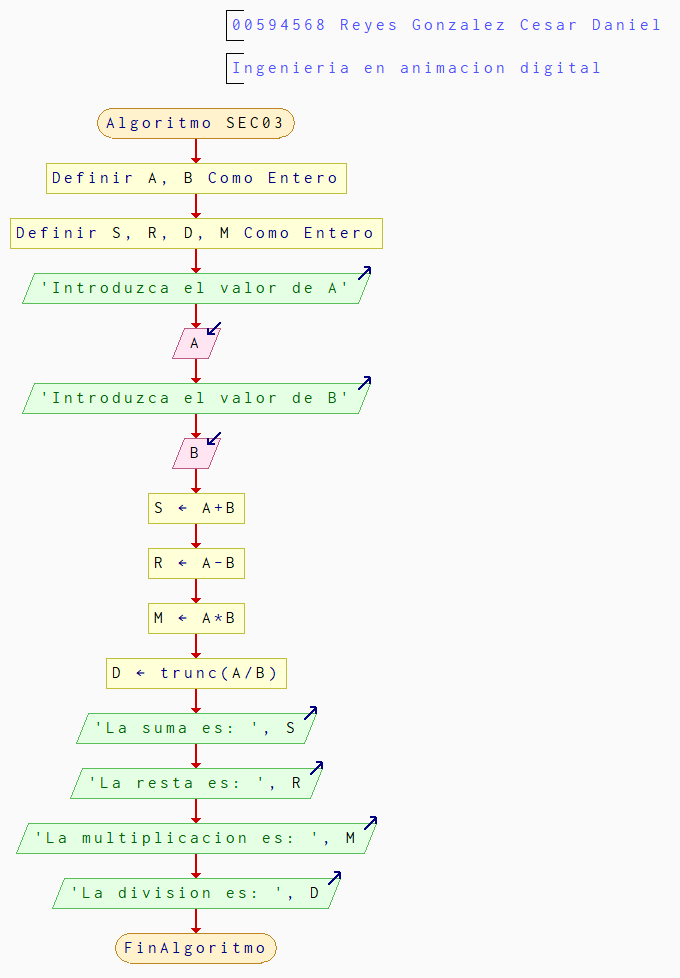 00594568 Reyes Gonzalez Cesar Daniel
Ingenieria en animacion digital
Algoritmo SEC03
Definir A, B Como Entero
Definir S, R, D, M Como Entero
'Introduzca el valor de A'
A
'Introduzca el valor de B'
B
S ← A+B
R ← A-B
M ← A*B
D ← trunc(A/B)
'La suma es: ', S
'La resta es: ', R
'La multiplicacion es: ', M
'La division es: ', D
FinAlgoritmo